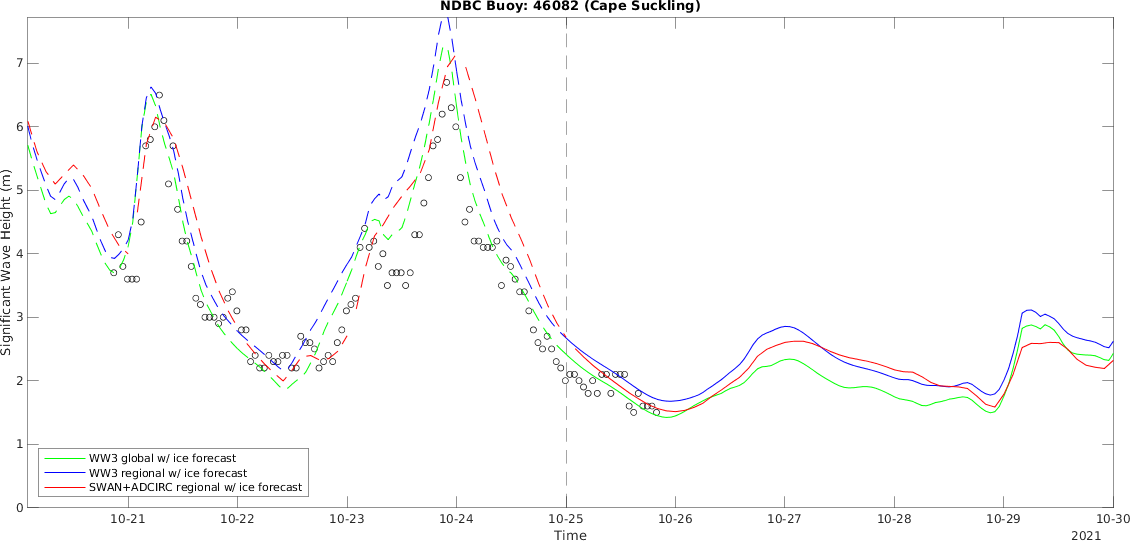 NDBC Buoy: 46082 (Cape Suckling)
Significant Wave Height (m)
7
6
5
4
3
2
1
0
WW3 global w/ ice forecast
WW3 regional w/ ice forecast
SWAN+ADCIRC regional w/ ice forecast
10-21 10-22 10-23 10-24 10-25 10-26 10-27 10-28 10-29 10-30
Time
2021